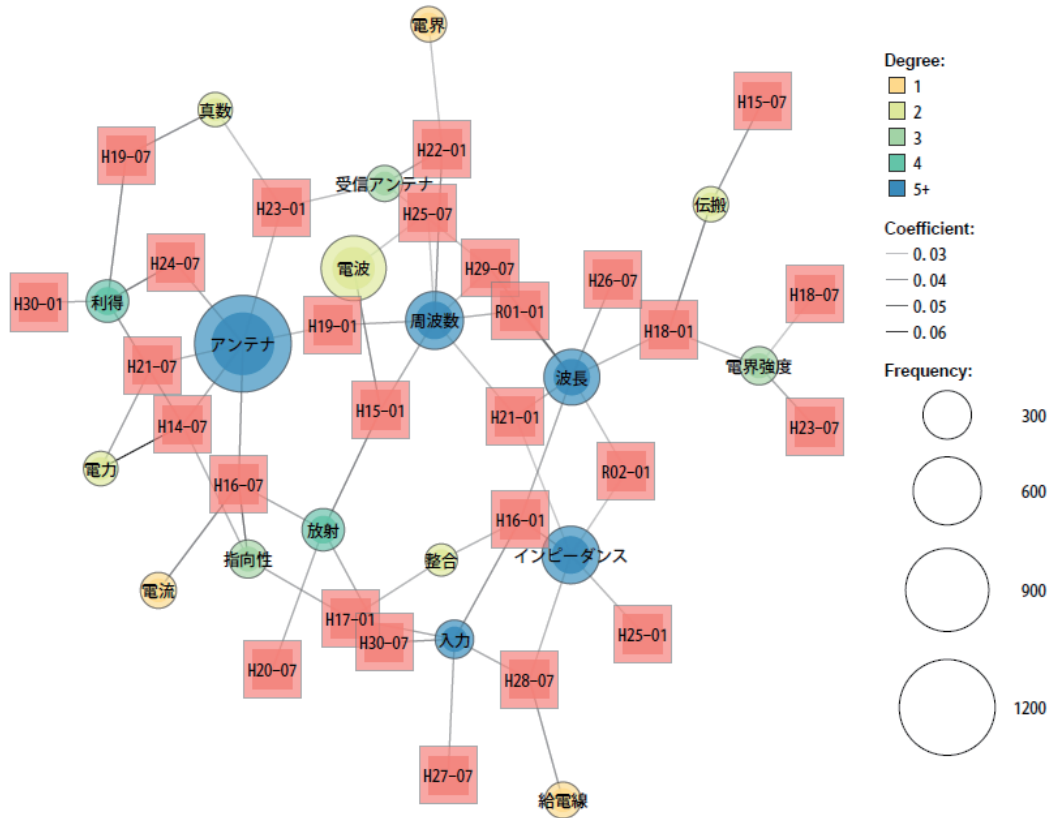 電界
Degree:
1
2
3
4
5+
H15-07
真数
H19-07
H22-01
受信アンテナ
H23-01
H25-07
伝搬
Coefficient:
0.03
0.04
0.05
0.06
H24-07
電波
H29-07
H26-07
H18-07
H30-01
利得
H19-01
周波数
R01-01
H18-01
アンテナ
H21-07
波長
電界強度
Frequency:
300
H15-01
H21-01
H14-07
H23-07
電力
H16-07
R02-01
600
H16-01
放射
指向性
整合
インピーダンス
電流
900
H17-01
H30-07
入力
H25-01
H20-07
H28-07
1200
H27-07
給電線